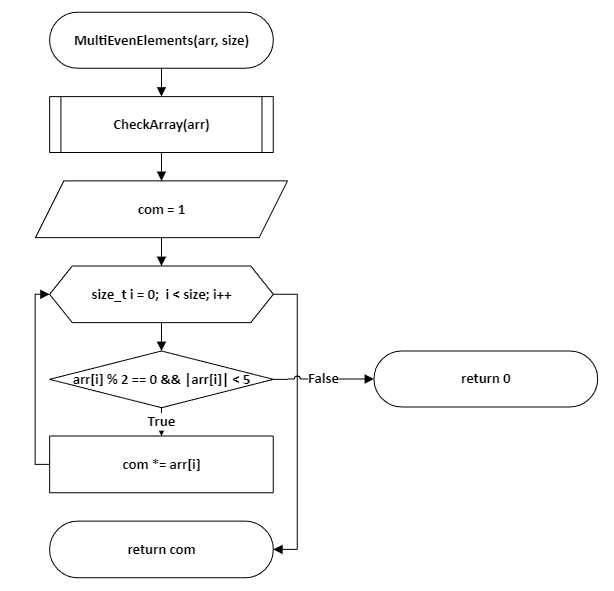 MultiEvenElements(arr, size)
CheckArray(arr)
com = 1
size_t i = 0;  i < size; i++
arr[i] % 2 == 0 && |arr[i]| < 5
False
return 0
True
com *= arr[i]
return com